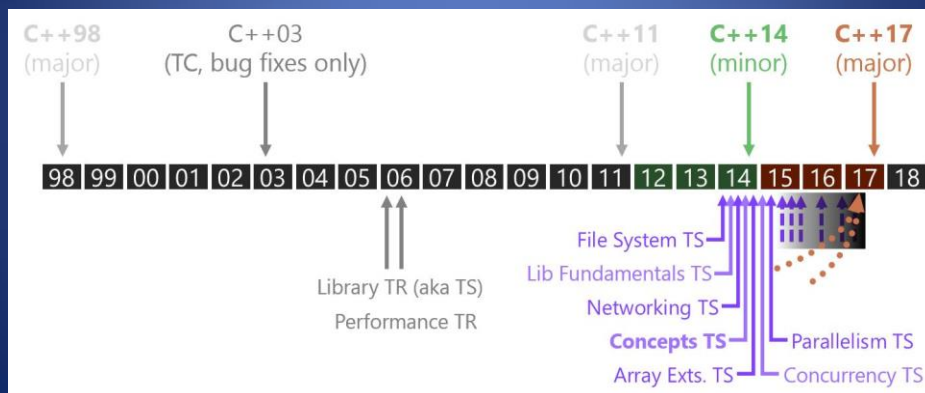 C++98
(major)
C++03
(TC, bug fixes only)
C++11
(major)
C++14
(minor)
C++17
(major)
98 99 00 01 02 03 04 05 06 07 08 09 10 11 12 13 14 15 16 17 18
File System TS
Lib Fundamentals TS
Library TR (aka TS)
Networking TS
Performance TR
Concepts TS
Parallelism TS
Array Exts. TS
Concurrency TS